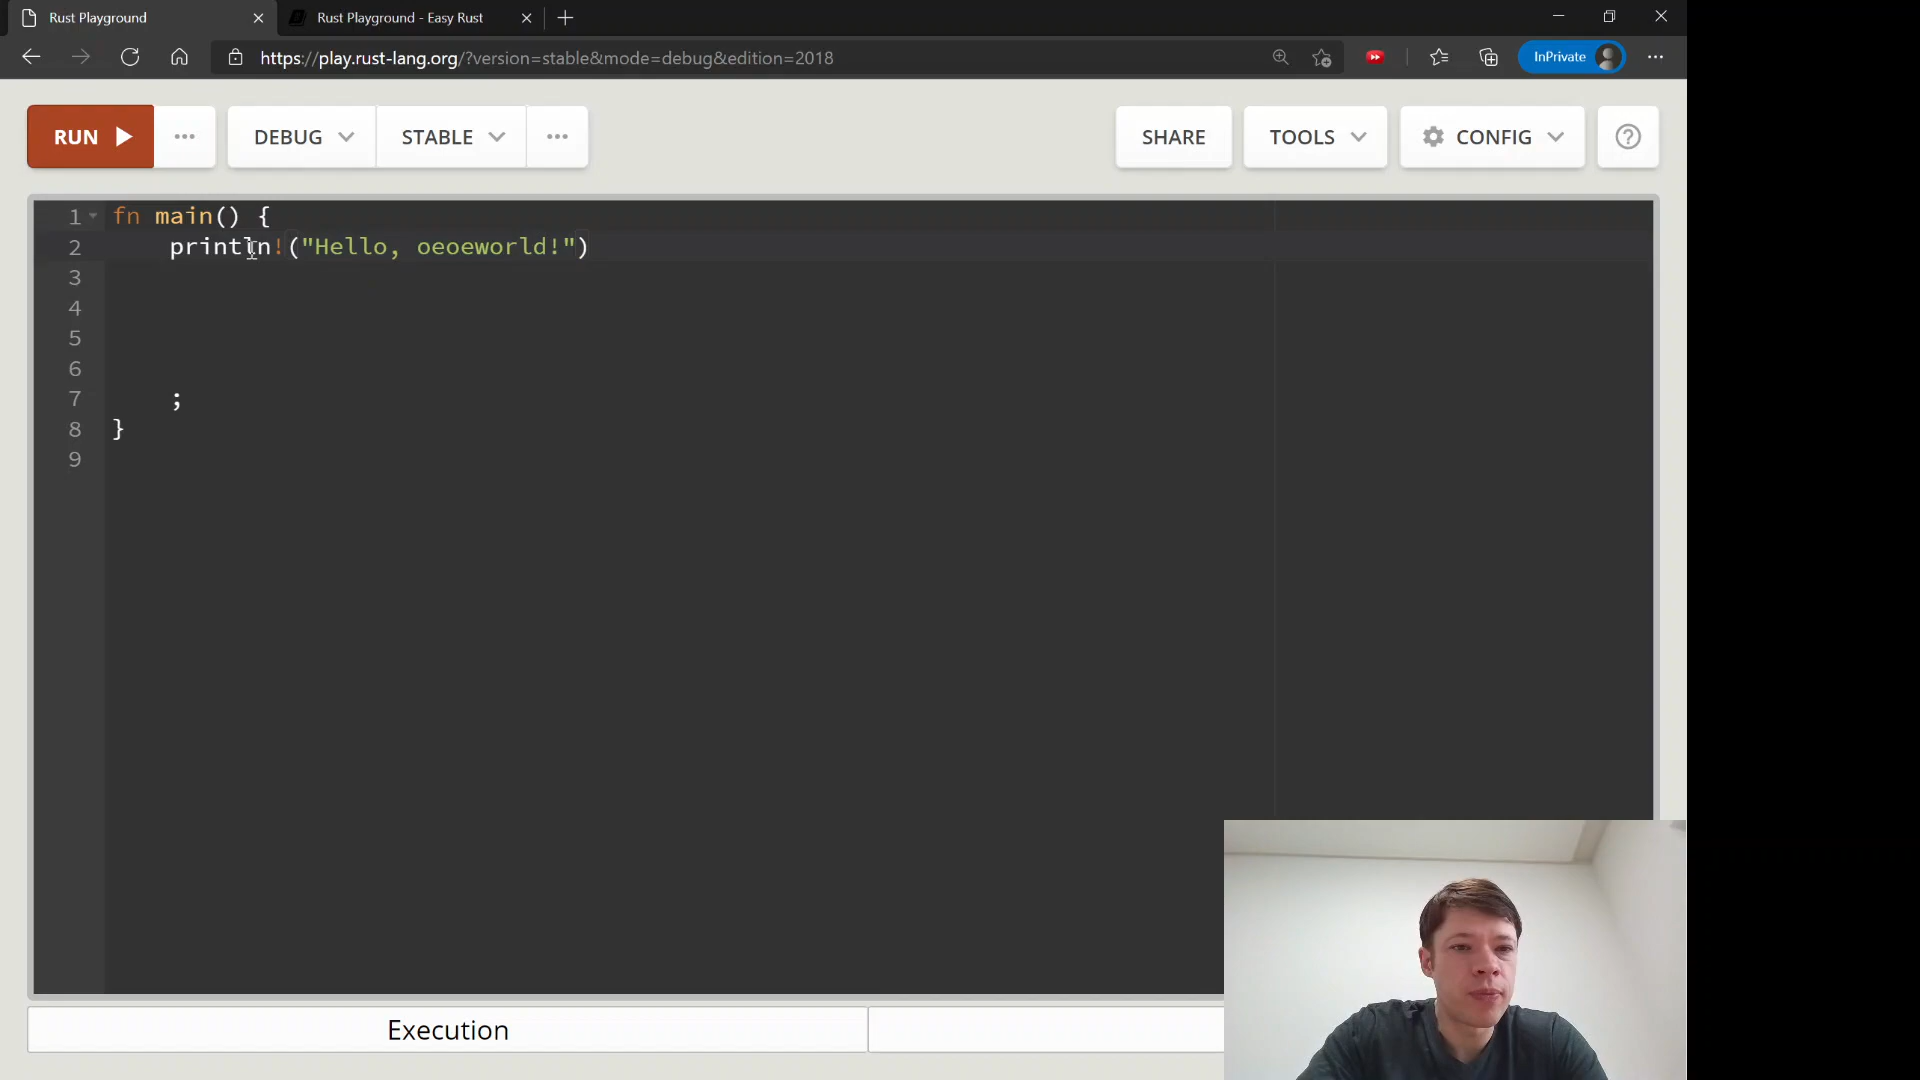 Rust Playground
Rust Playground - Easy Rust
https://play.rust-lang.org/?version=stable&mode=debug&edition=2018
InPrivate
RUN
DEBUG
STABLE
SHARE
TOOLS
CONFIG
1 fn main() {
2 println!("Hello, oeoeworld!")
3
4
5
6
7 ;
8 }
9
Execution